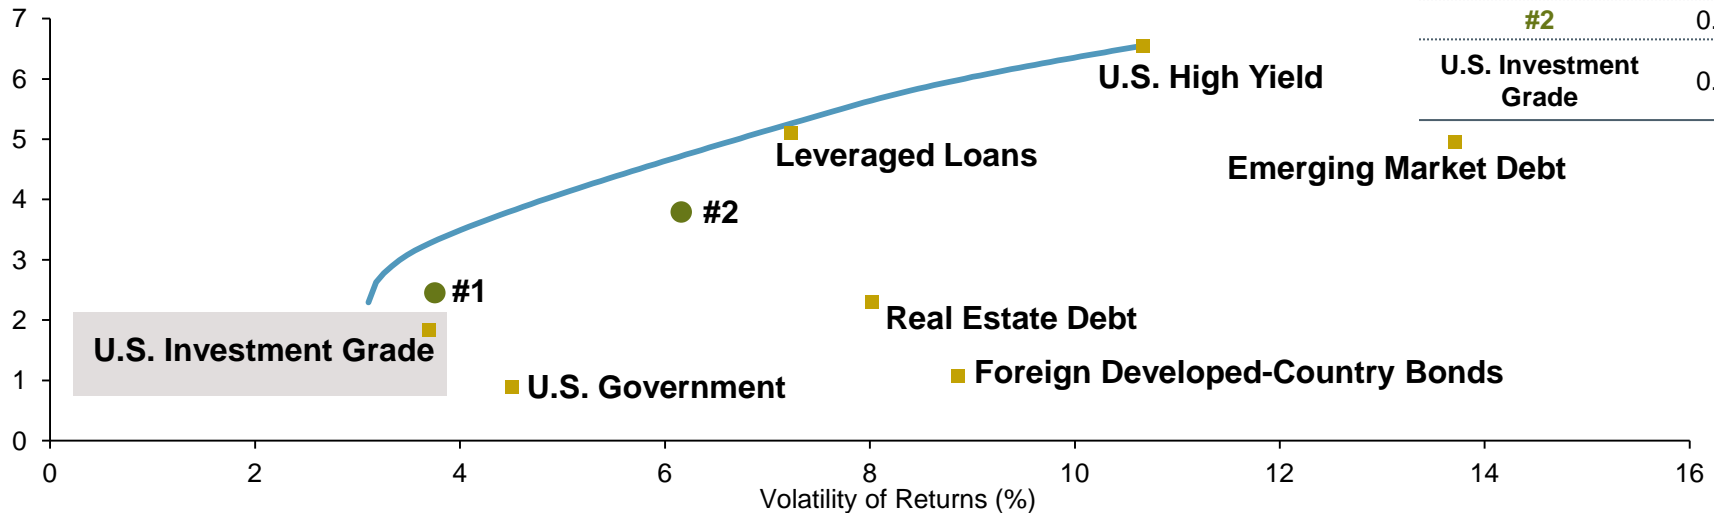 7
#2 0.
6
U.S. High Yield
U.S. Investment
Grade
0.
5
Leveraged Loans
Emerging Market Debt
4
#2
3
#1
2
Real Estate Debt
U.S. Investment Grade
1
U.S. Government
Foreign Developed-Country Bonds
0
0 2 4 6 8 10 12 14 16
Volatility of Returns (%)